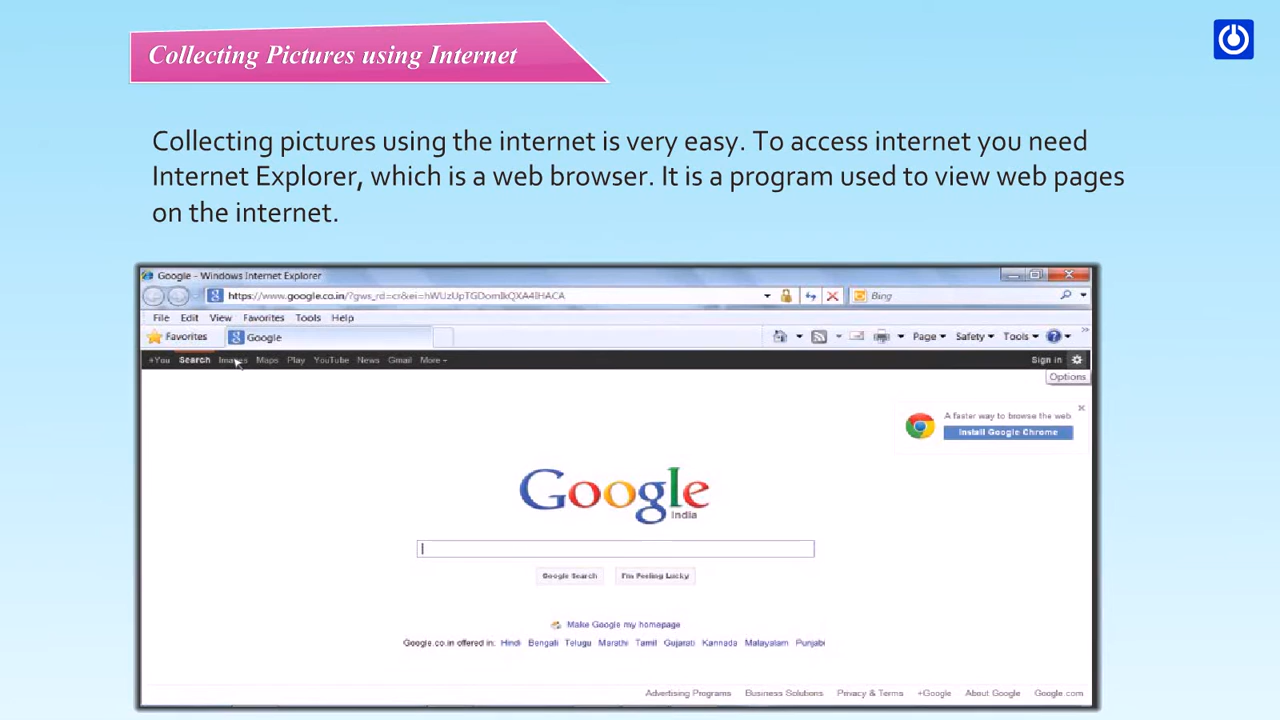 Collecting Pictures using Internet
Collecting pictures using the internet is very easy. To access internet you need
Internet Explorer, which is a web browser. It is a program used to view web pages
on the internet.
Google - Windows Internet Explorer
https://www.google.co.in/?gws_rd=cr&ei=hWUzUpTGDomIkQXA4IHACA
Bing
File Edit View Favorites Tools Help
Favorites Google Page Safety Tools
+You Search Images Maps Play YouTube News Gmail More Sign in
Options
A faster way to browse the web
Install Google Chrome
Google
India
Google Search I'm Feeling Lucky
Make Google my homepage
Google.co.in offered in: Hindi Bengali Telugu Marathi Tamil Gujarati Kannada Malayalam Punjabi
Advertising Programs Business Solutions Privacy & Terms +Google About Google Google.com